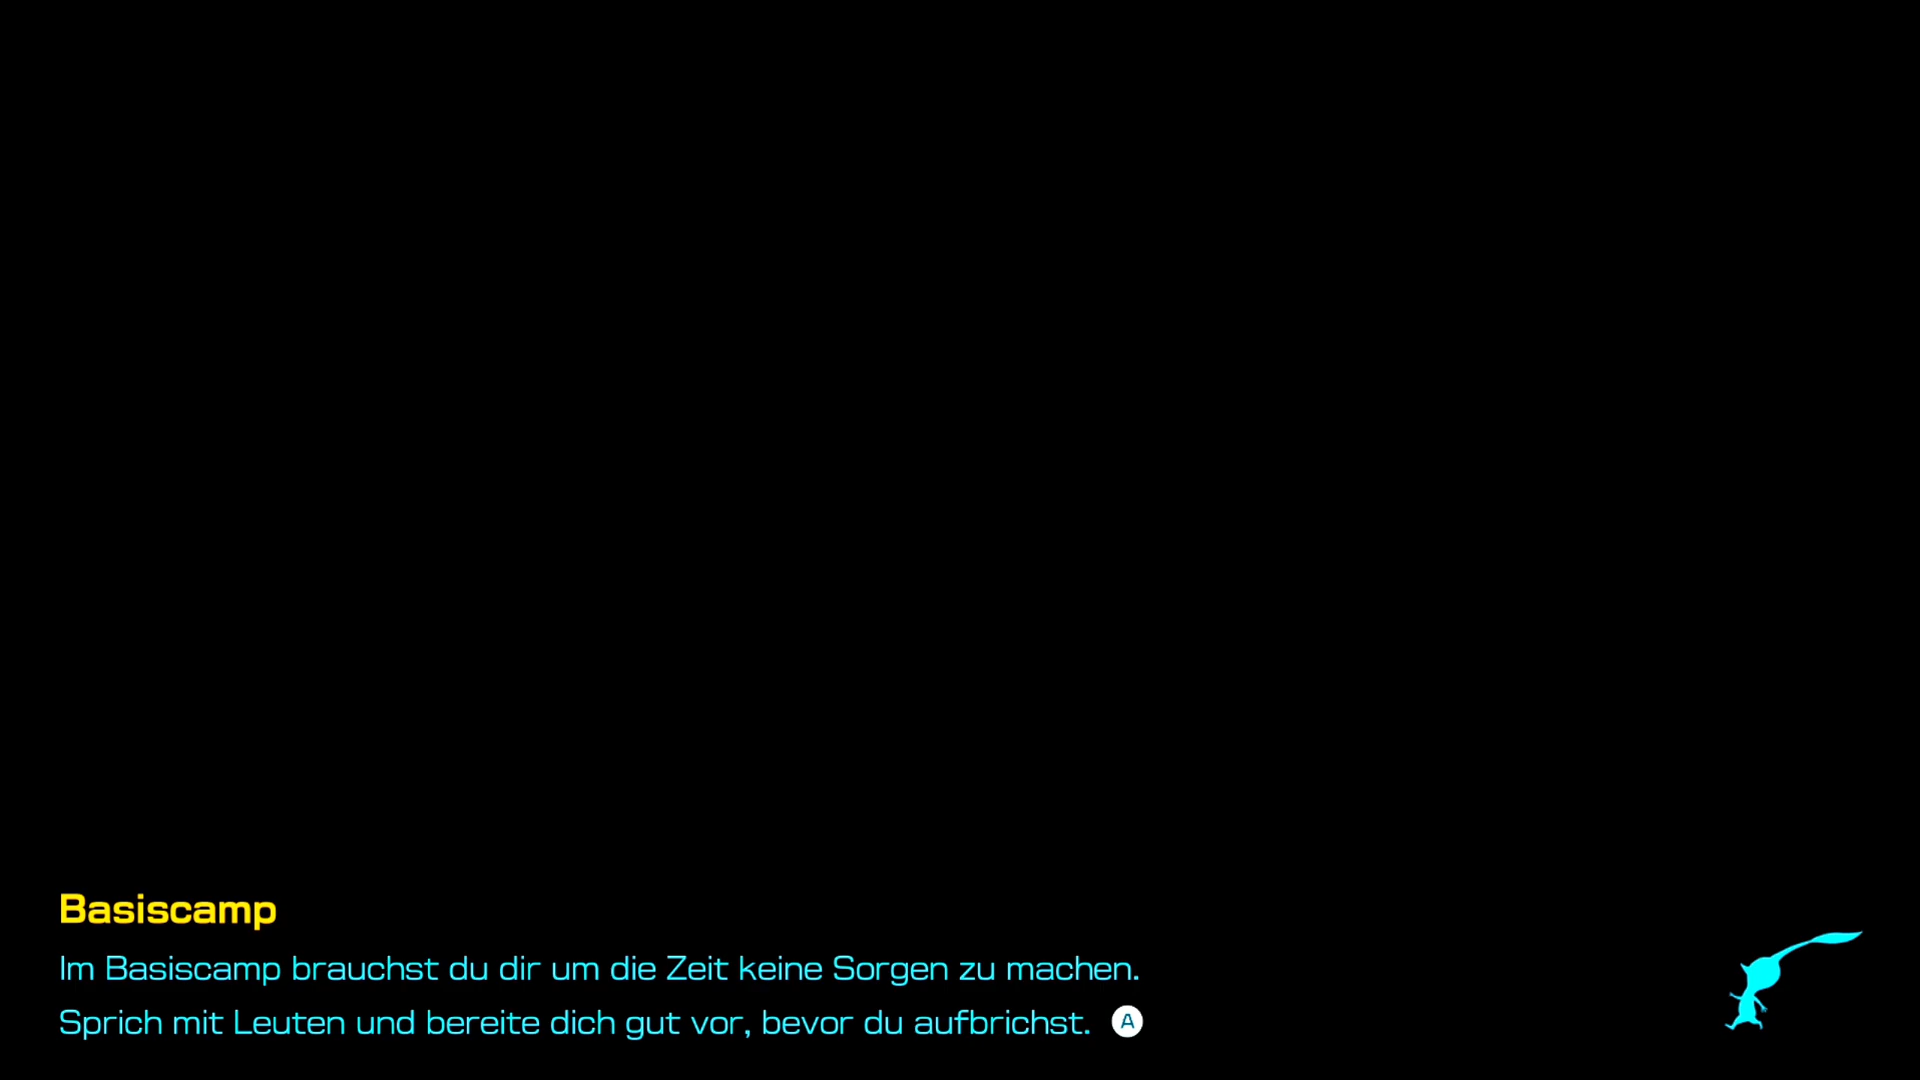 Basiscamp
Im Basiscamp brauchst du dir um die Zeit keine Sorgen zu machen.
Sprich mit Leuten und bereite dich gut vor, bevor du aufbrichst. A